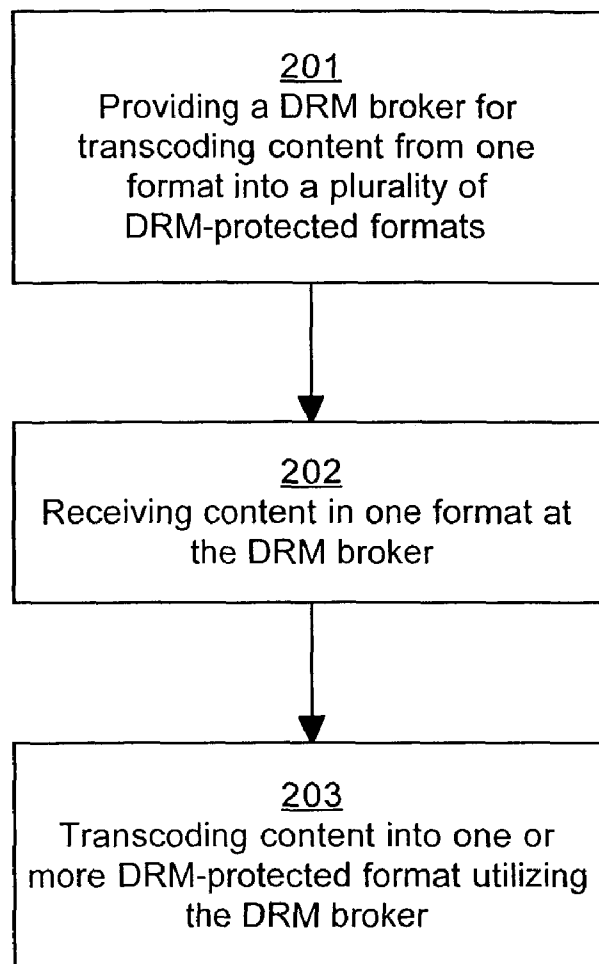 201
Providing a DRM broker for
transcoding content from one
format into a plurality of
DRM-protected formats
202
Receiving content in one format at
the DRM broker
203
Transcoding content into one or
more DRM-protected format utilizing
the DRM broker